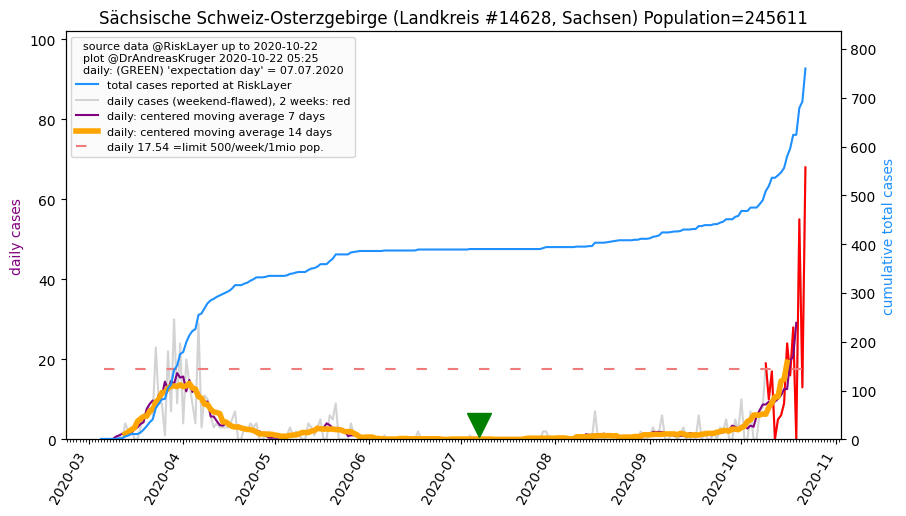 Sächsische Schweiz-Osterzgebirge (Landkreis #14628, Sachsen) Population=245611
source data @RiskLayer up to 2020-10-22
plot @DrAndreasKruger 2020-10-22 05:25
daily: (GREEN) 'expectation day' = 07.07.2020
total cases reported at RiskLayer
daily cases (weekend-flawed), 2 weeks: red
daily: centered moving average 7 days
daily: centered moving average 14 days
daily 17.54 =limit 500/week/1mio pop.
daily cases
100
80
60
40
20
0
cumulative total cases
800
700
600
500
400
300
200
100
0
2020-03
2020-04
2020-05
2020-06
2020-07
2020-08
2020-09
2020-10
2020-11